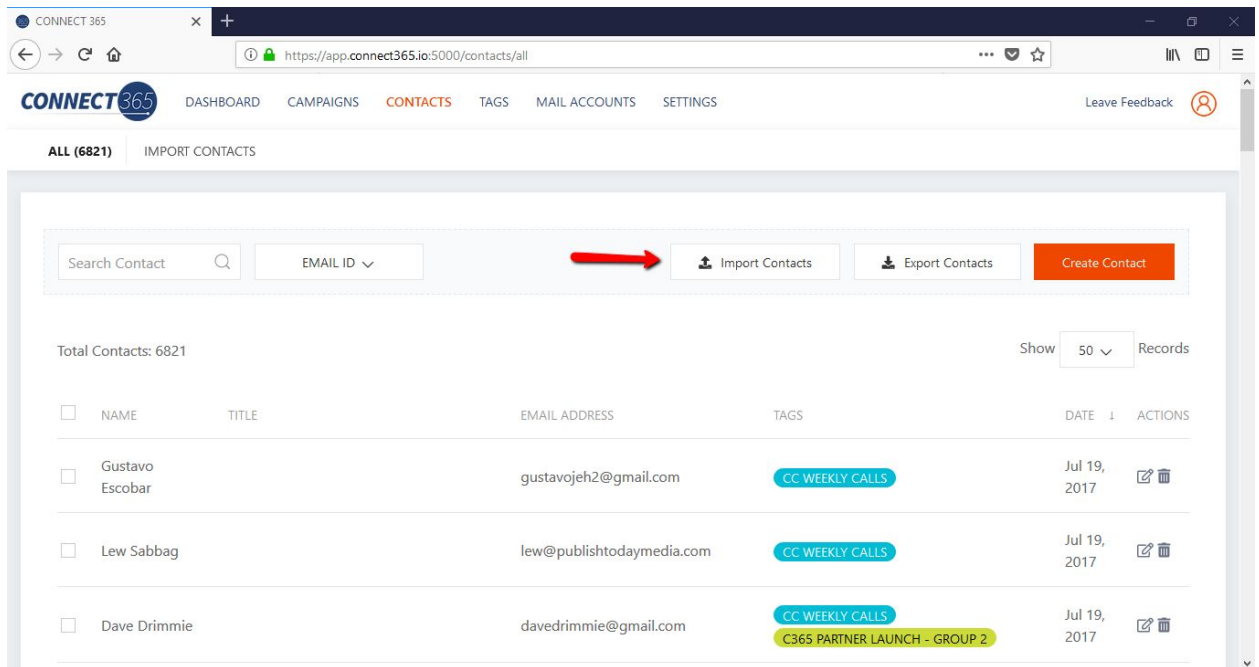 CONNECT 365
https://app.connect365.io:5000/contacts/all
CONNECT365 DASHBOARD CAMPAIGNS CONTACTS TAGS MAIL ACCOUNTS SETTINGS Leave Feedback
ALL (6821) IMPORT CONTACTS
Search Contact EMAIL ID Import Contacts Export Contacts Create Contact
Total Contacts: 6821 Show 50 Records
NAME TITLE EMAIL ADDRESS TAGS DATE ↓ ACTIONS
Gustavo
Escobar
gustavojeh2@gmail.com
CC WEEKLY CALLS
Jul 19,
2017
Lew Sabbag
lew@publishtodaymedia.com
CC WEEKLY CALLS
Jul 19,
2017
Dave Drimmie
davedrimmie@gmail.com
CC WEEKLY CALLS
C365 PARTNER LAUNCH - GROUP 2
Jul 19,
2017